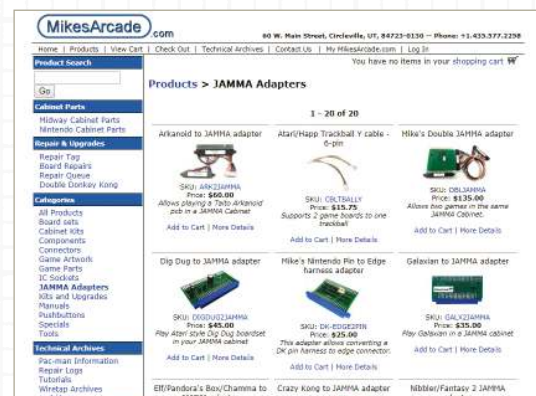 MikesArcade.com
60 W. Main Street, Circleville, UT, 84723-0130 -- Phone: +1.435.577.2258
Home | Products | View Cart | Check Out | Technical Archives | Contact Us | My MikesArcade.com | Log In
Product Search
Go
Cabinet Parts
Midway Cabinet Parts
Nintendo Cabinet Parts
Repair & Upgrades
Repair Tag
Board Repairs
Repair Queue
Double Donkey Kong
Categories
All Products
Board sets
Cabinet Kits
Components
Connectors
Game Artwork
Game Parts
IC Sockets
JAMMA Adapters
Kits and Upgrades
Manuals
Pushbuttons
Specials
Tools
Technical Archives
Pac-man Information
Repair Logs
Tutorials
Wiretap Archives
You have no items in your shopping cart
Products > JAMMA Adapters
1 - 20 of 20
Arkanoid to JAMMA adapter
SKU: ARK2JAMMA
Price: $60.00
Allows playing a Taito Arkanoid
pcb in a JAMMA Cabinet
Add to Cart | More Details
Atari/Happ Trackball Y cable -
6-pin
SKU: CBLTBALLY
Price: $15.75
Supports 2 game boards to one
trackball
Add to Cart | More Details
Mike's Double JAMMA adapter
SKU: DBLJAMMA
Price: $135.00
Allows two games in the same
JAMMA Cabinet.
Add to Cart | More Details
Dig Dug to JAMMA adapter
SKU: DIGDUG2JAMMA
Price: $45.00
Play Atari style Dig Dug boardset
in your JAMMA cabinet
Add to Cart | More Details
Mike's Nintendo Pin to Edge
harness adapter
SKU: DK-EDGE2PIN
Price: $25.00
This adapter allows converting a
DK pin harness to edge connector.
Add to Cart | More Details
Galaxian to JAMMA adapter
SKU: GALX2JAMMA
Price: $35.00
Play Galaxian in a JAMMA cabinet
Add to Cart | More Details
Elf/Pandora's Box/Chamma to
Crazy Kong to JAMMA adapter
Nibbler/Fantasy 2 JAMMA